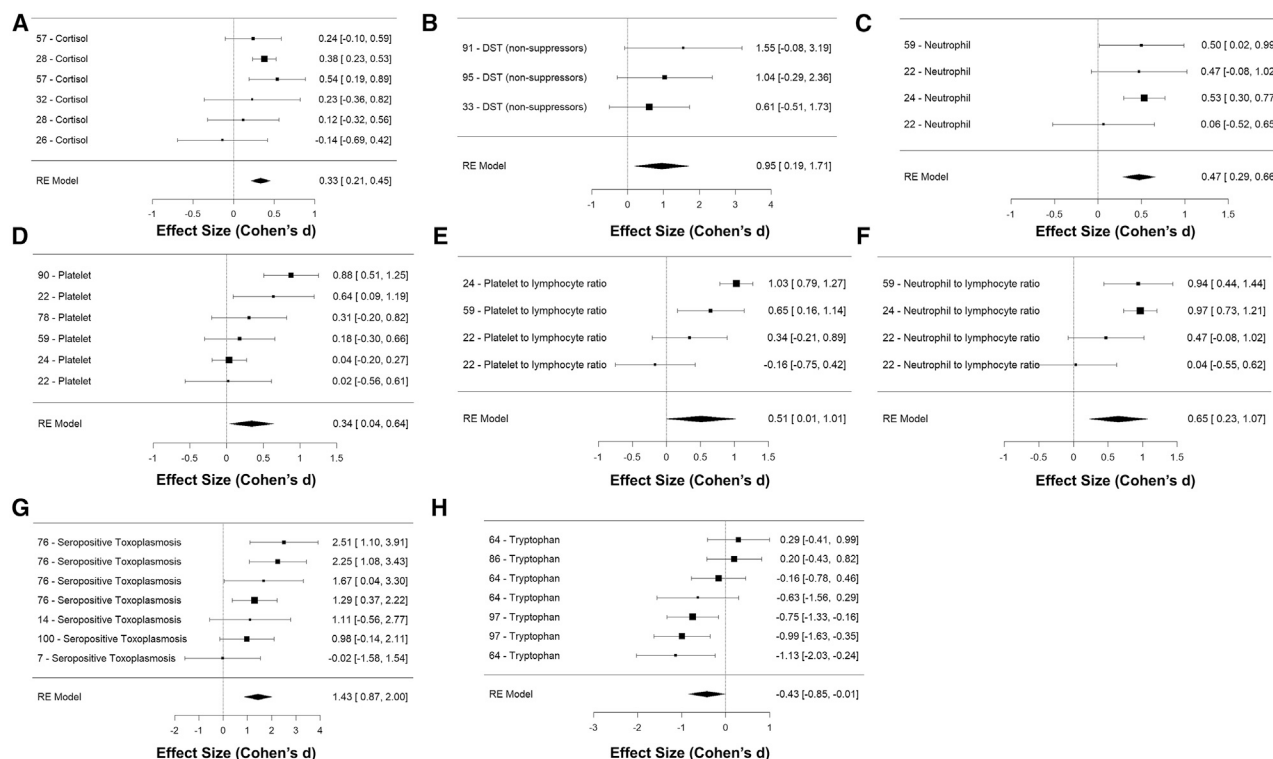 A
57 - Cortisol 0.24 [-0.10, 0.59]
28 - Cortisol 0.38 [0.23, 0.53]
57 - Cortisol 0.54 [0.19, 0.89]
32 - Cortisol 0.23 [-0.36, 0.82]
28 - Cortisol 0.12 [-0.32, 0.56]
26 - Cortisol -0.14 [-0.69, 0.42]
RE Model 0.33 [0.21, 0.45]
-1 -0.5 0 0.5 1
Effect Size (Cohen's d)
B
91 - DST (non-suppressors) 1.55 [-0.08, 3.19]
95 - DST (non-suppressors) 1.04 [-0.29, 2.36]
33 - DST (non-suppressors) 0.61 [-0.51, 1.73]
RE Model 0.95 [0.19, 1.71]
-1 0 1 2 3 4
Effect Size (Cohen's d)
C
59 - Neutrophil 0.50 [ 0.02, 0.99
22 - Neutrophil 0.47 [-0.08, 1.02
24 - Neutrophil 0.53 [ 0.30, 0.77
22 - Neutrophil 0.06 [-0.52, 0.65
RE Model 0.47 [ 0.29, 0.66
-1 -0.5 0 0.5 1 1.5
Effect Size (Cohen's d)
D
90 - Platelet 0.88 [ 0.51, 1.25]
22 - Platelet 0.64 [ 0.09, 1.19]
78 - Platelet 0.31 [-0.20, 0.82]
59 - Platelet 0.18 [-0.30, 0.66]
24 - Platelet 0.04 [-0.20, 0.27]
22 - Platelet 0.02 [-0.56, 0.61]
RE Model 0.34 [ 0.04, 0.64]
-1 -0.5 0 0.5 1 1.5
Effect Size (Cohen's d)
E
24 - Platelet to lymphocyte ratio 1.03 [ 0.79, 1.27]
59 - Platelet to lymphocyte ratio 0.65 [ 0.16, 1.14]
22 - Platelet to lymphocyte ratio 0.34 [-0.21, 0.89]
22 - Platelet to lymphocyte ratio -0.16 [-0.75, 0.42]
RE Model 0.51 [ 0.01, 1.01]
-1 -0.5 0 0.5 1 1.5
Effect Size (Cohen's d)
F
59 - Neutrophil to lymphocyte ratio 0.94 [ 0.44, 1.44]
24 - Neutrophil to lymphocyte ratio 0.97 [ 0.73, 1.21]
22 - Neutrophil to lymphocyte ratio 0.47 [-0.08, 1.02]
22 - Neutrophil to lymphocyte ratio 0.04 [-0.55, 0.62]
RE Model 0.65 [ 0.23, 1.07]
-1 -0.5 0 0.5 1 1.5
Effect Size (Cohen's d)
G
76 - Seropositive Toxoplasmosis 2.51 [ 1.10, 3.91]
76 - Seropositive Toxoplasmosis 2.25 [ 1.08, 3.43]
76 - Seropositive Toxoplasmosis 1.67 [ 0.04, 3.30]
76 - Seropositive Toxoplasmosis 1.29 [ 0.37, 2.22]
14 - Seropositive Toxoplasmosis 1.11 [-0.56, 2.77]
100 - Seropositive Toxoplasmosis 0.98 [-0.14, 2.11]
7 - Seropositive Toxoplasmosis -0.02 [-1.58, 1.54]
RE Model 1.43 [ 0.87, 2.00]
-2 -1 0 1 2 3 4
Effect Size (Cohen's d)
H
64 - Tryptophan 0.29 [-0.41, 0.99]
86 - Tryptophan 0.20 [-0.43, 0.82]
64 - Tryptophan -0.16 [-0.78, 0.46]
64 - Tryptophan -0.63 [-1.56, 0.29]
97 - Tryptophan -0.75 [-1.33, -0.16]
97 - Tryptophan -0.99 [-1.63, -0.35]
64 - Tryptophan -1.13 [-2.03, -0.24]
RE Model -0.43 [-0.85, -0.01]
-3 -2 -1 0 1
Effect Size (Cohen's d)